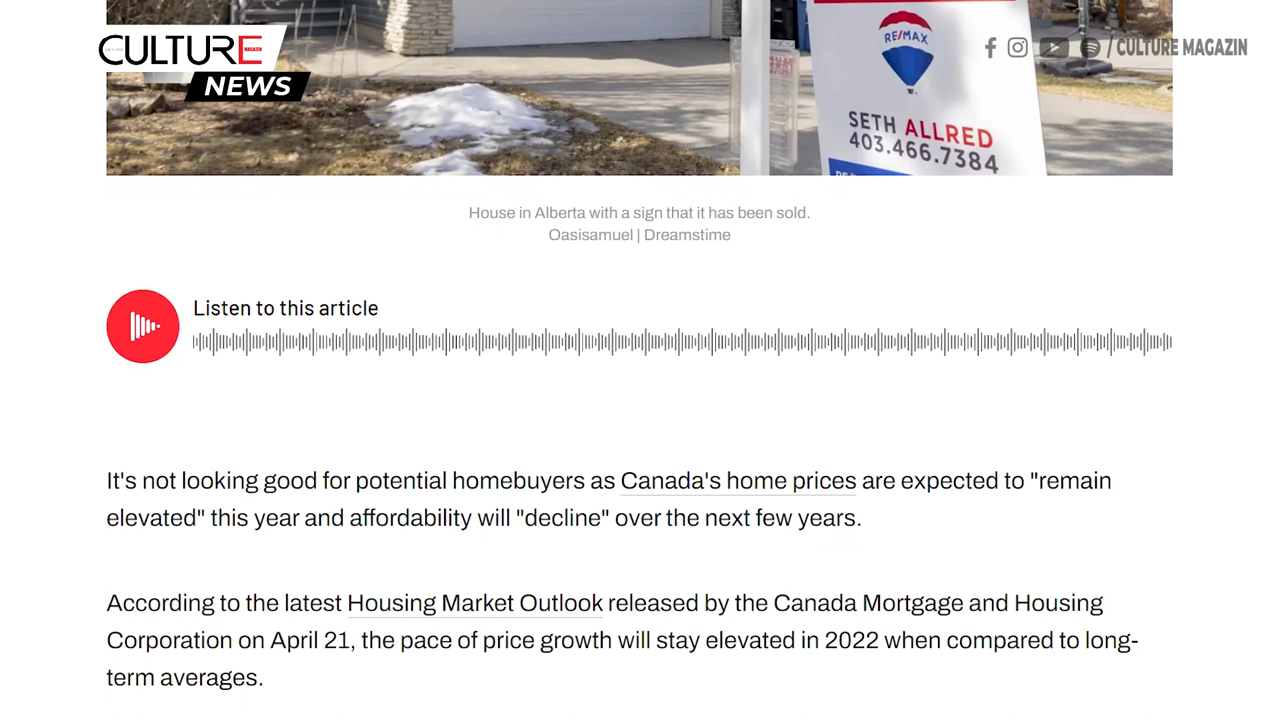 CULTURE
MAGAZIN
NEWS
/ CULTURE MAGAZIN
RE/MAX
SETH ALLRED
403.466.7384
House in Alberta with a sign that it has been sold.
Oasisamuel | Dreamstime
Listen to this article
It's not looking good for potential homebuyers as Canada's home prices are expected to "remain
elevated" this year and affordability will "decline" over the next few years.
According to the latest Housing Market Outlook released by the Canada Mortgage and Housing
Corporation on April 21, the pace of price growth will stay elevated in 2022 when compared to long-
term averages.